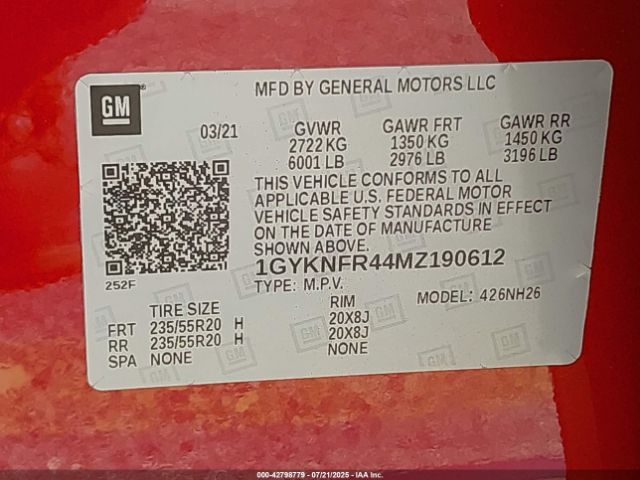 GM
MFD BY GENERAL MOTORS LLC
03/21 GVWR GAWR FRT GAWR RR
2722 KG 1350 KG 1450 KG
6001 LB 2976 LB 3196 LB
THIS VEHICLE CONFORMS TO ALL
APPLICABLE U.S. FEDERAL MOTOR
VEHICLE SAFETY STANDARDS IN EFFECT
ON THE DATE OF MANUFACTURE
SHOWN ABOVE.
1GYKNFR44MZ190612
252F
TYPE: M.P.V. MODEL: 426NH26
TIRE SIZE RIM
FRT 235/55R20 H 20X8J
RR 235/55R20 H 20X8J
SPA NONE NONE
000-42798779 - 07/21/2025 - IAA Inc.